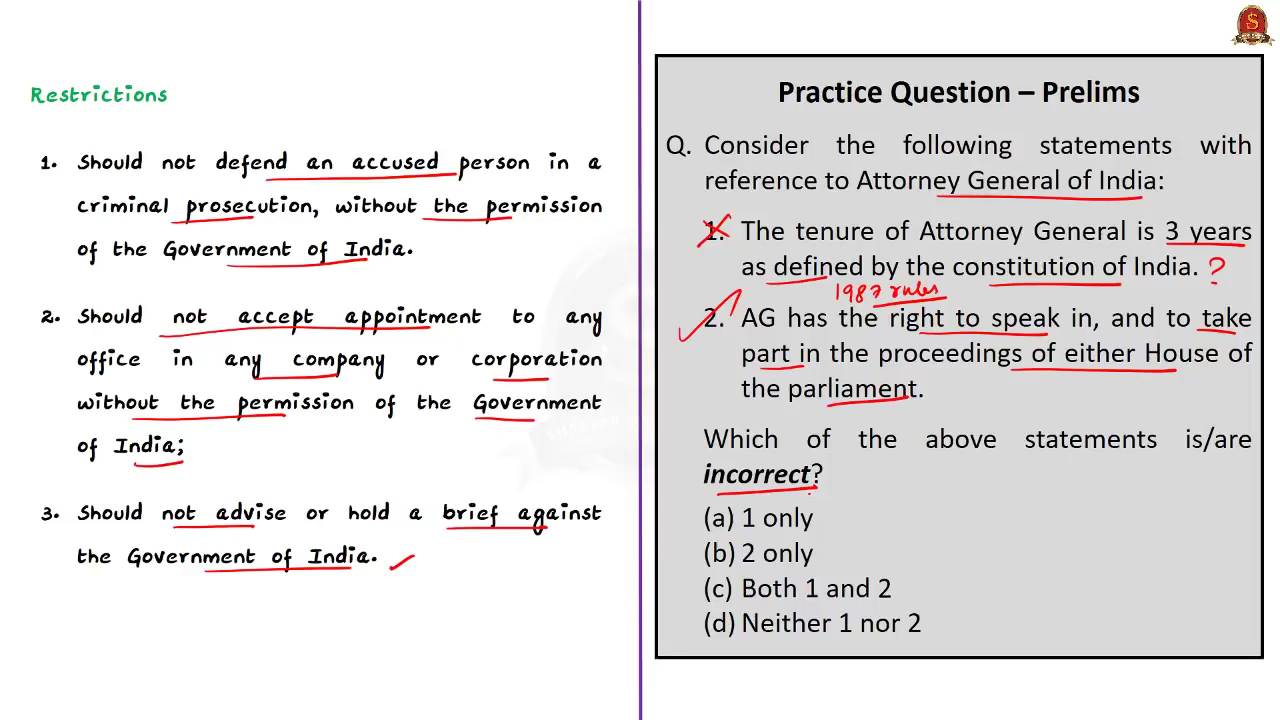 Restrictions
1. Should not defend an accused person in a
criminal prosecution, without the permission
of the Government of India.
2. Should not accept appointment to any
office in any company or corporation
without the permission of the Government
of India;
3. Should not advise or hold a brief against
the Government of India.
S
Practice Question – Prelims
Q. Consider the following statements with
reference to Attorney General of India:
1. The tenure of Attorney General is 3 years
as defined by the constitution of India. ?
1987 rules
2. AG has the right to speak in, and to take
part in the proceedings of either House of
the parliament.
Which of the above statements is/are
incorrect?
(a) 1 only
(b) 2 only
(c) Both 1 and 2
(d) Neither 1 nor 2